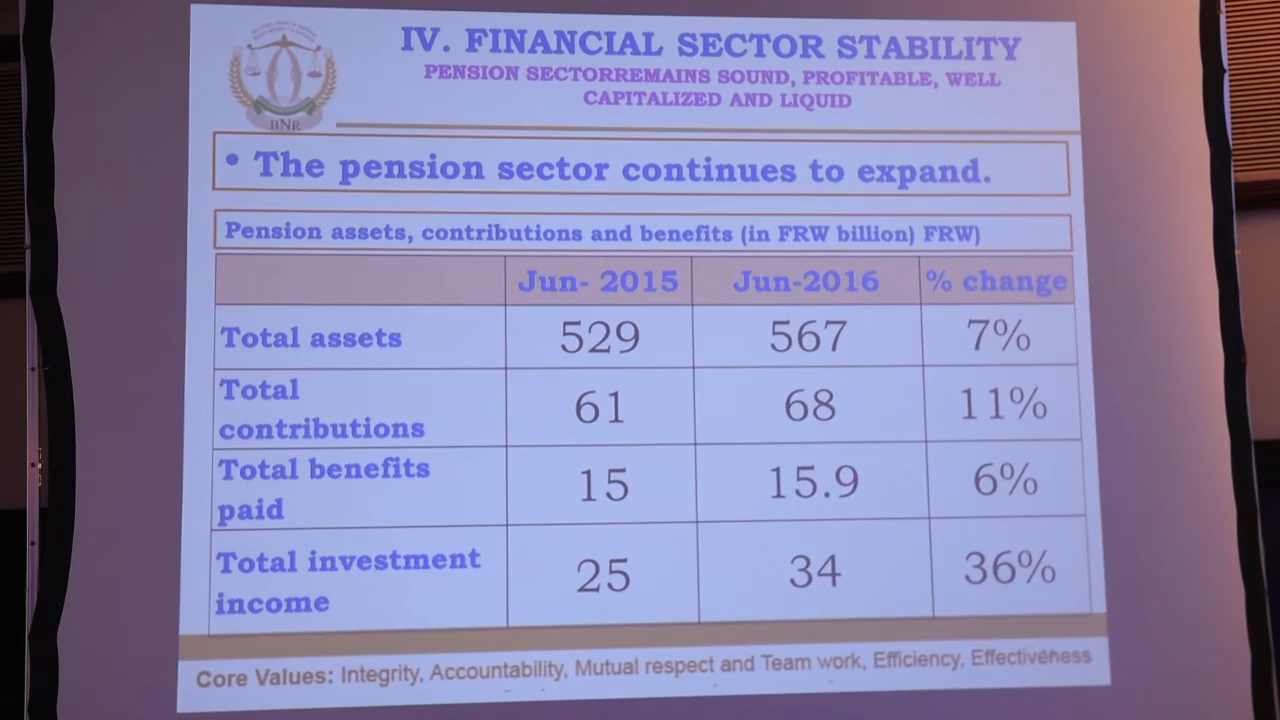 IV. FINANCIAL SECTOR STABILITY
PENSION SECTORREMAINS SOUND, PROFITABLE, WELL
CAPITALIZED AND LIQUID
BNR
• The pension sector continues to expand.
Pension assets, contributions and benefits (in FRW billion) FRW)
Jun- 2015 Jun-2016 % change
Total assets 529 567 7%
Total
contributions 61 68 11%
Total benefits
paid 15 15.9 6%
Total investment
income 25 34 36%
Core Values: Integrity, Accountability, Mutual respect and Team work, Efficiency, Effectiveness